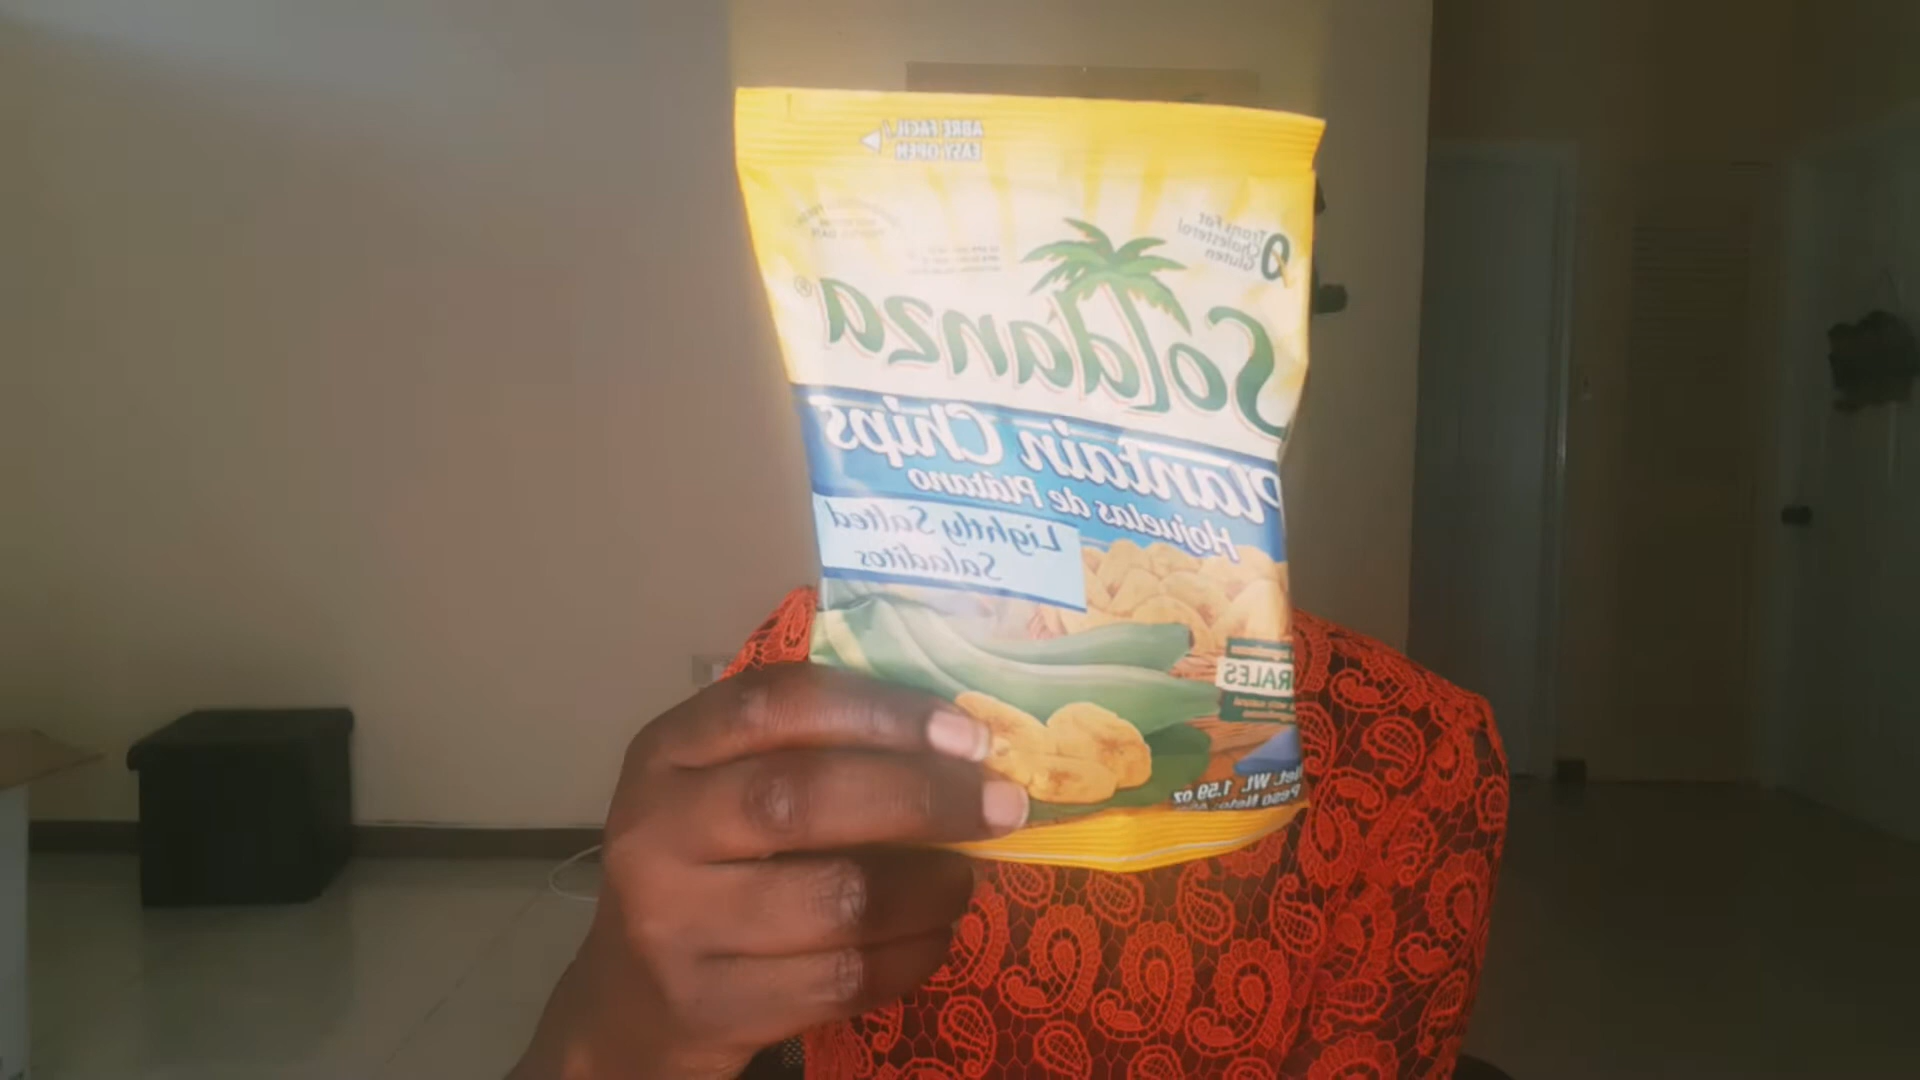 ABRE FACIL/
EASY OPEN
0 Trans Fat
Cholesterol
Gluten
Soldanza®
Plantain Chips
Hojuelas de Plátano
Lightly Salted
Saladitos
RALES
Net. Wt. 1.59 oz
Peso Neto: